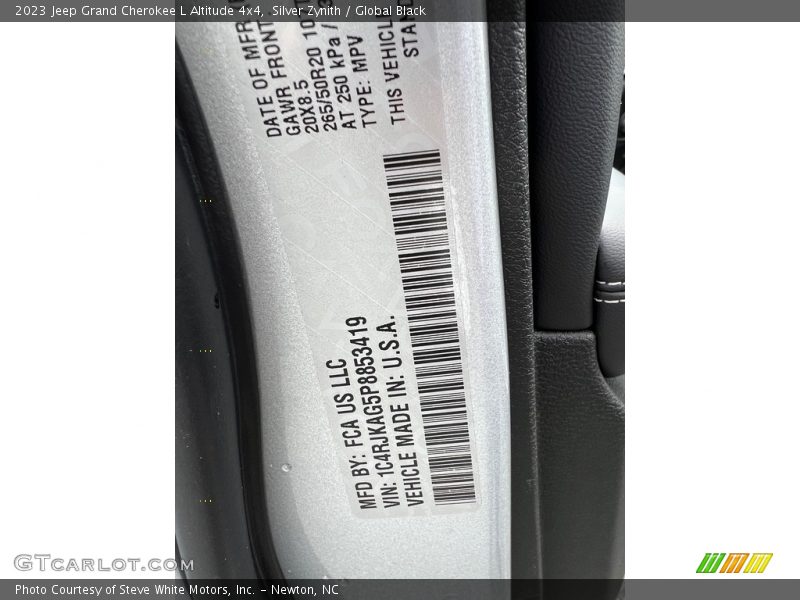 2023 Jeep Grand Cherokee L Altitude 4x4, Silver Zynith / Global Black
DATE OF MFR
GAWR FRONT
20X8.5
265/50R20
AT 250 kPa /
TYPE: MPV
THIS VEHICLE
MFD BY: FCA US LLC
VIN: 1C4RJKAG5P8853419
VEHICLE MADE IN: U.S.A.
GTcarlot.com
Photo Courtesy of Steve White Motors, Inc. – Newton, NC